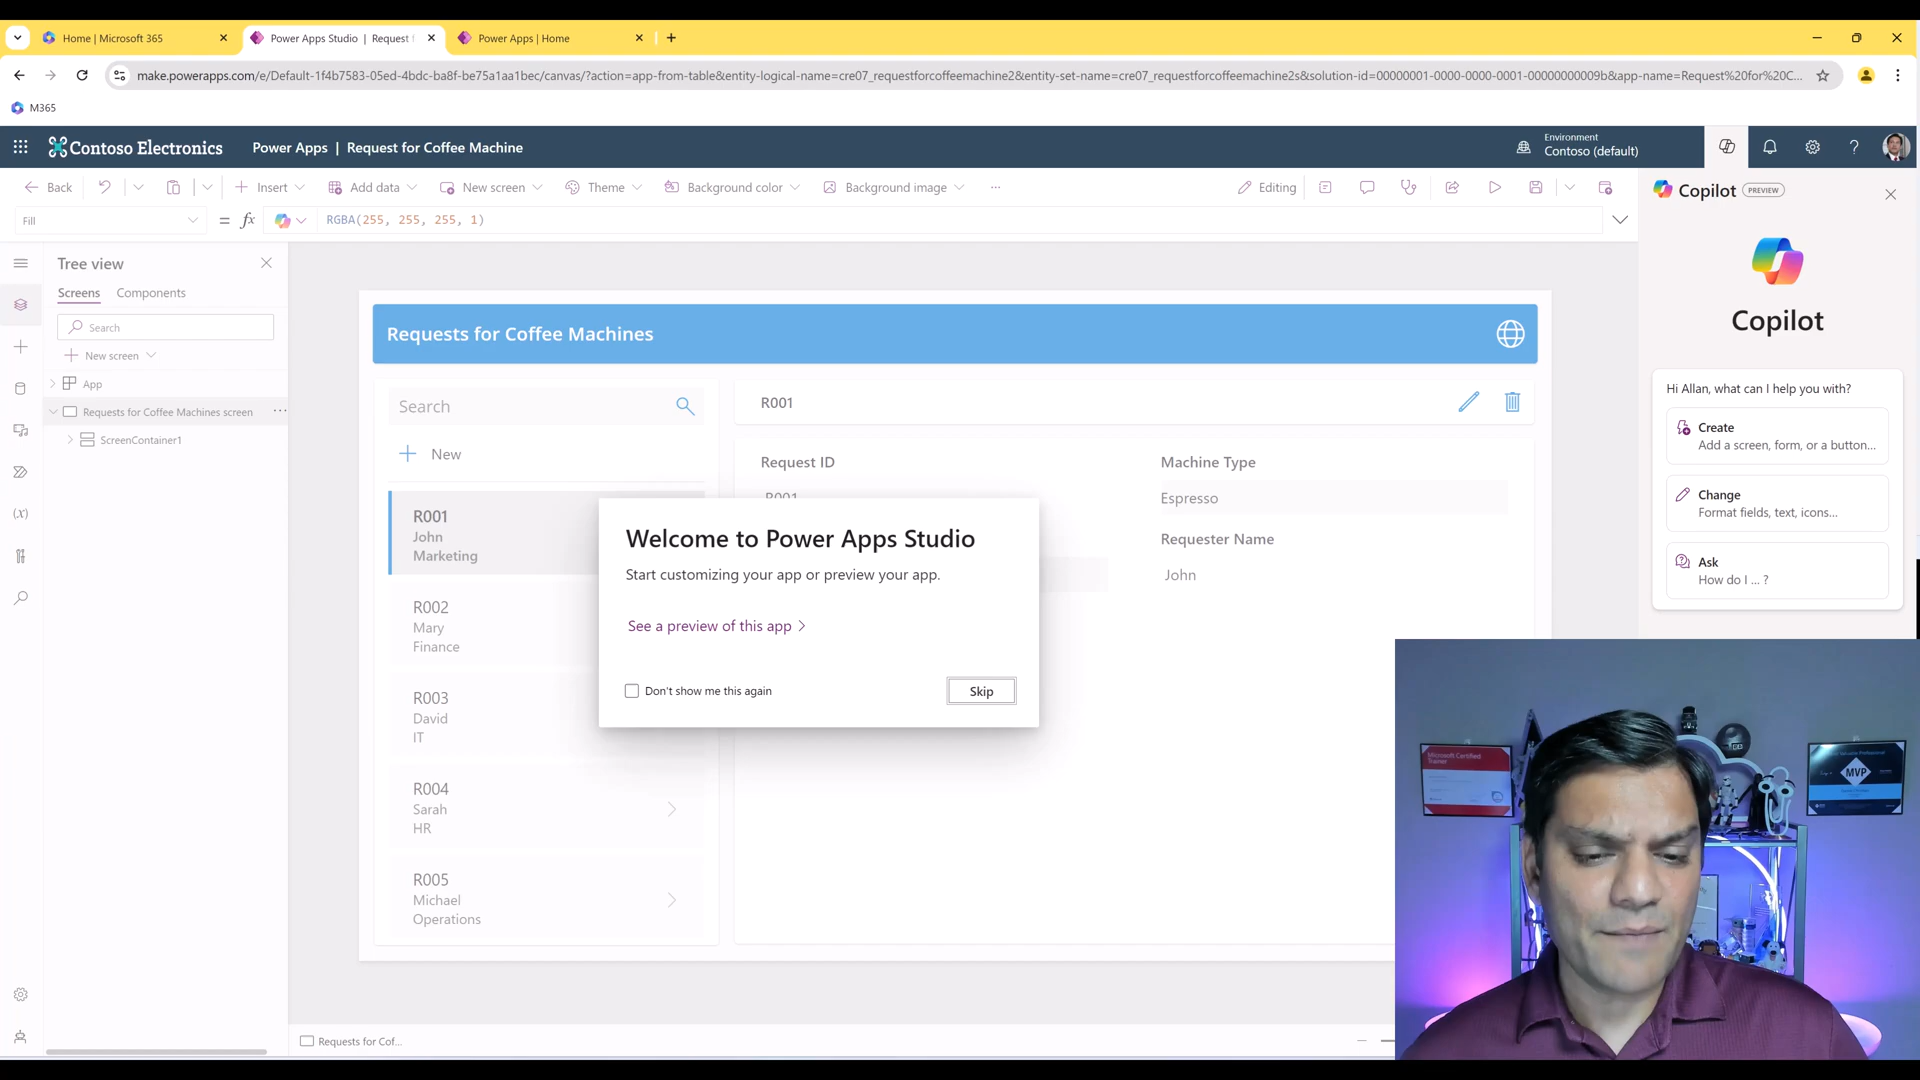 Home | Microsoft 365
Power Apps Studio | Request
Power Apps | Home
make.powerapps.com/e/Default-1f4b7583-05ed-4bdc-ba8f-be75a1aa1bec/canvas/?action=app-from-table&entity-logical-name=cre07_requestforcoffeemachine2&entity-set-name=cre07_requestforcoffeemachine2s&solution-id=00000001-0000-0000-0001-00000000009b&app-name=Request%20for%20C...
M365
Contoso Electronics
Power Apps | Request for Coffee Machine
Environment
Contoso (default)
Back
Insert
Add data
New screen
Theme
Background color
Background image
...
Editing
Fill
= fx
RGBA(255, 255, 255, 1)
Copilot PREVIEW
Tree view
Screens
Components
Search
New screen
App
Requests for Coffee Machines screen
ScreenContainer1
Requests for Coffee Machines
Search
New
R001
John
Marketing
R002
Mary
Finance
R003
David
IT
R004
Sarah
HR
R005
Michael
Operations
R001
Request ID
R001
Machine Type
Espresso
Requester Name
John
Welcome to Power Apps Studio
Start customizing your app or preview your app.
See a preview of this app
Don't show me this again
Skip
Copilot
Hi Allan, what can I help you with?
Create
Add a screen, form, or a button...
Change
Format fields, text, icons...
Ask
How do I ... ?
Microsoft Certified
Trainer
MVP
Requests for Cof...